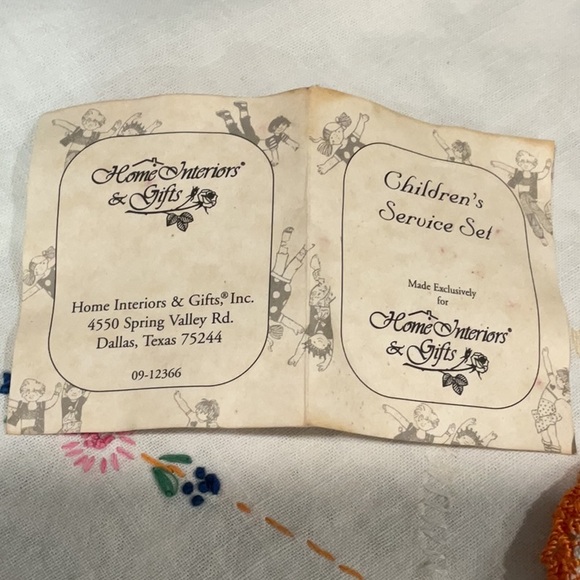 Home Interiors®
& Gifts
Home Interiors & Gifts,® Inc.
4550 Spring Valley Rd.
Dallas, Texas 75244
09-12366
Children's
Service Set
Made Exclusively
for
Home Interiors®
& Gifts